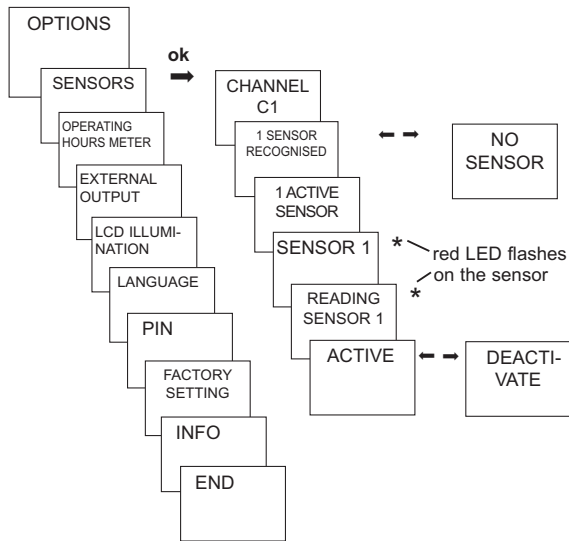 OPTIONS
SENSORS
OPERATING
HOURS METER
EXTERNAL
OUTPUT
LCD ILLUMI-
NATION
LANGUAGE
PIN
FACTORY
SETTING
INFO
END
ok
CHANNEL
C1
1 SENSOR
RECOGNISED
NO
SENSOR
1 ACTIVE
SENSOR
SENSOR 1
*
red LED flashes
on the sensor
READING
SENSOR 1
*
ACTIVE
DEACTI-
VATE